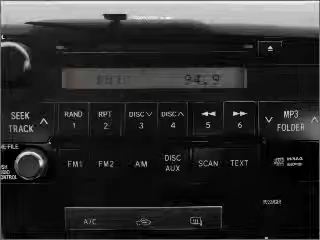 94.9
SEEK
TRACK
RAND
1
RPT
2
DISC
3
DISC
4
5
6
MP3
FOLDER
FM1
FM2
AM
DISC
AUX
SCAN
TEXT
A/C